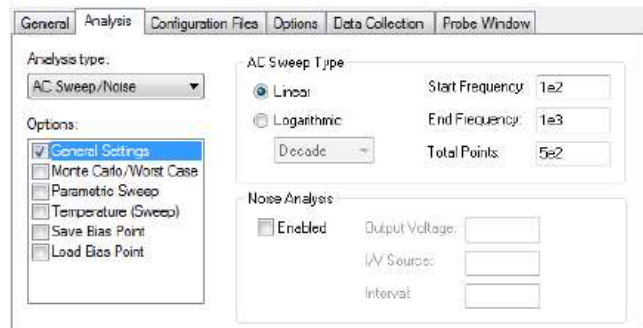 General Analysis Configuration Files Options Data Collection Probe Window
Analysis type:
AC Sweep/Noise
Options:
General Settings
Monte Carlo/Worst Case
Parametric Sweep
Temperature (Sweep)
Save Bias Point
Load Bias Point
AC Sweep Type
Linear
Logarithmic
Decade
Start Frequency: 1e2
End Frequency: 1e3
Total Points: 5e2
Noise Analysis
Enabled
Output Voltage:
I/V Source:
Interval: